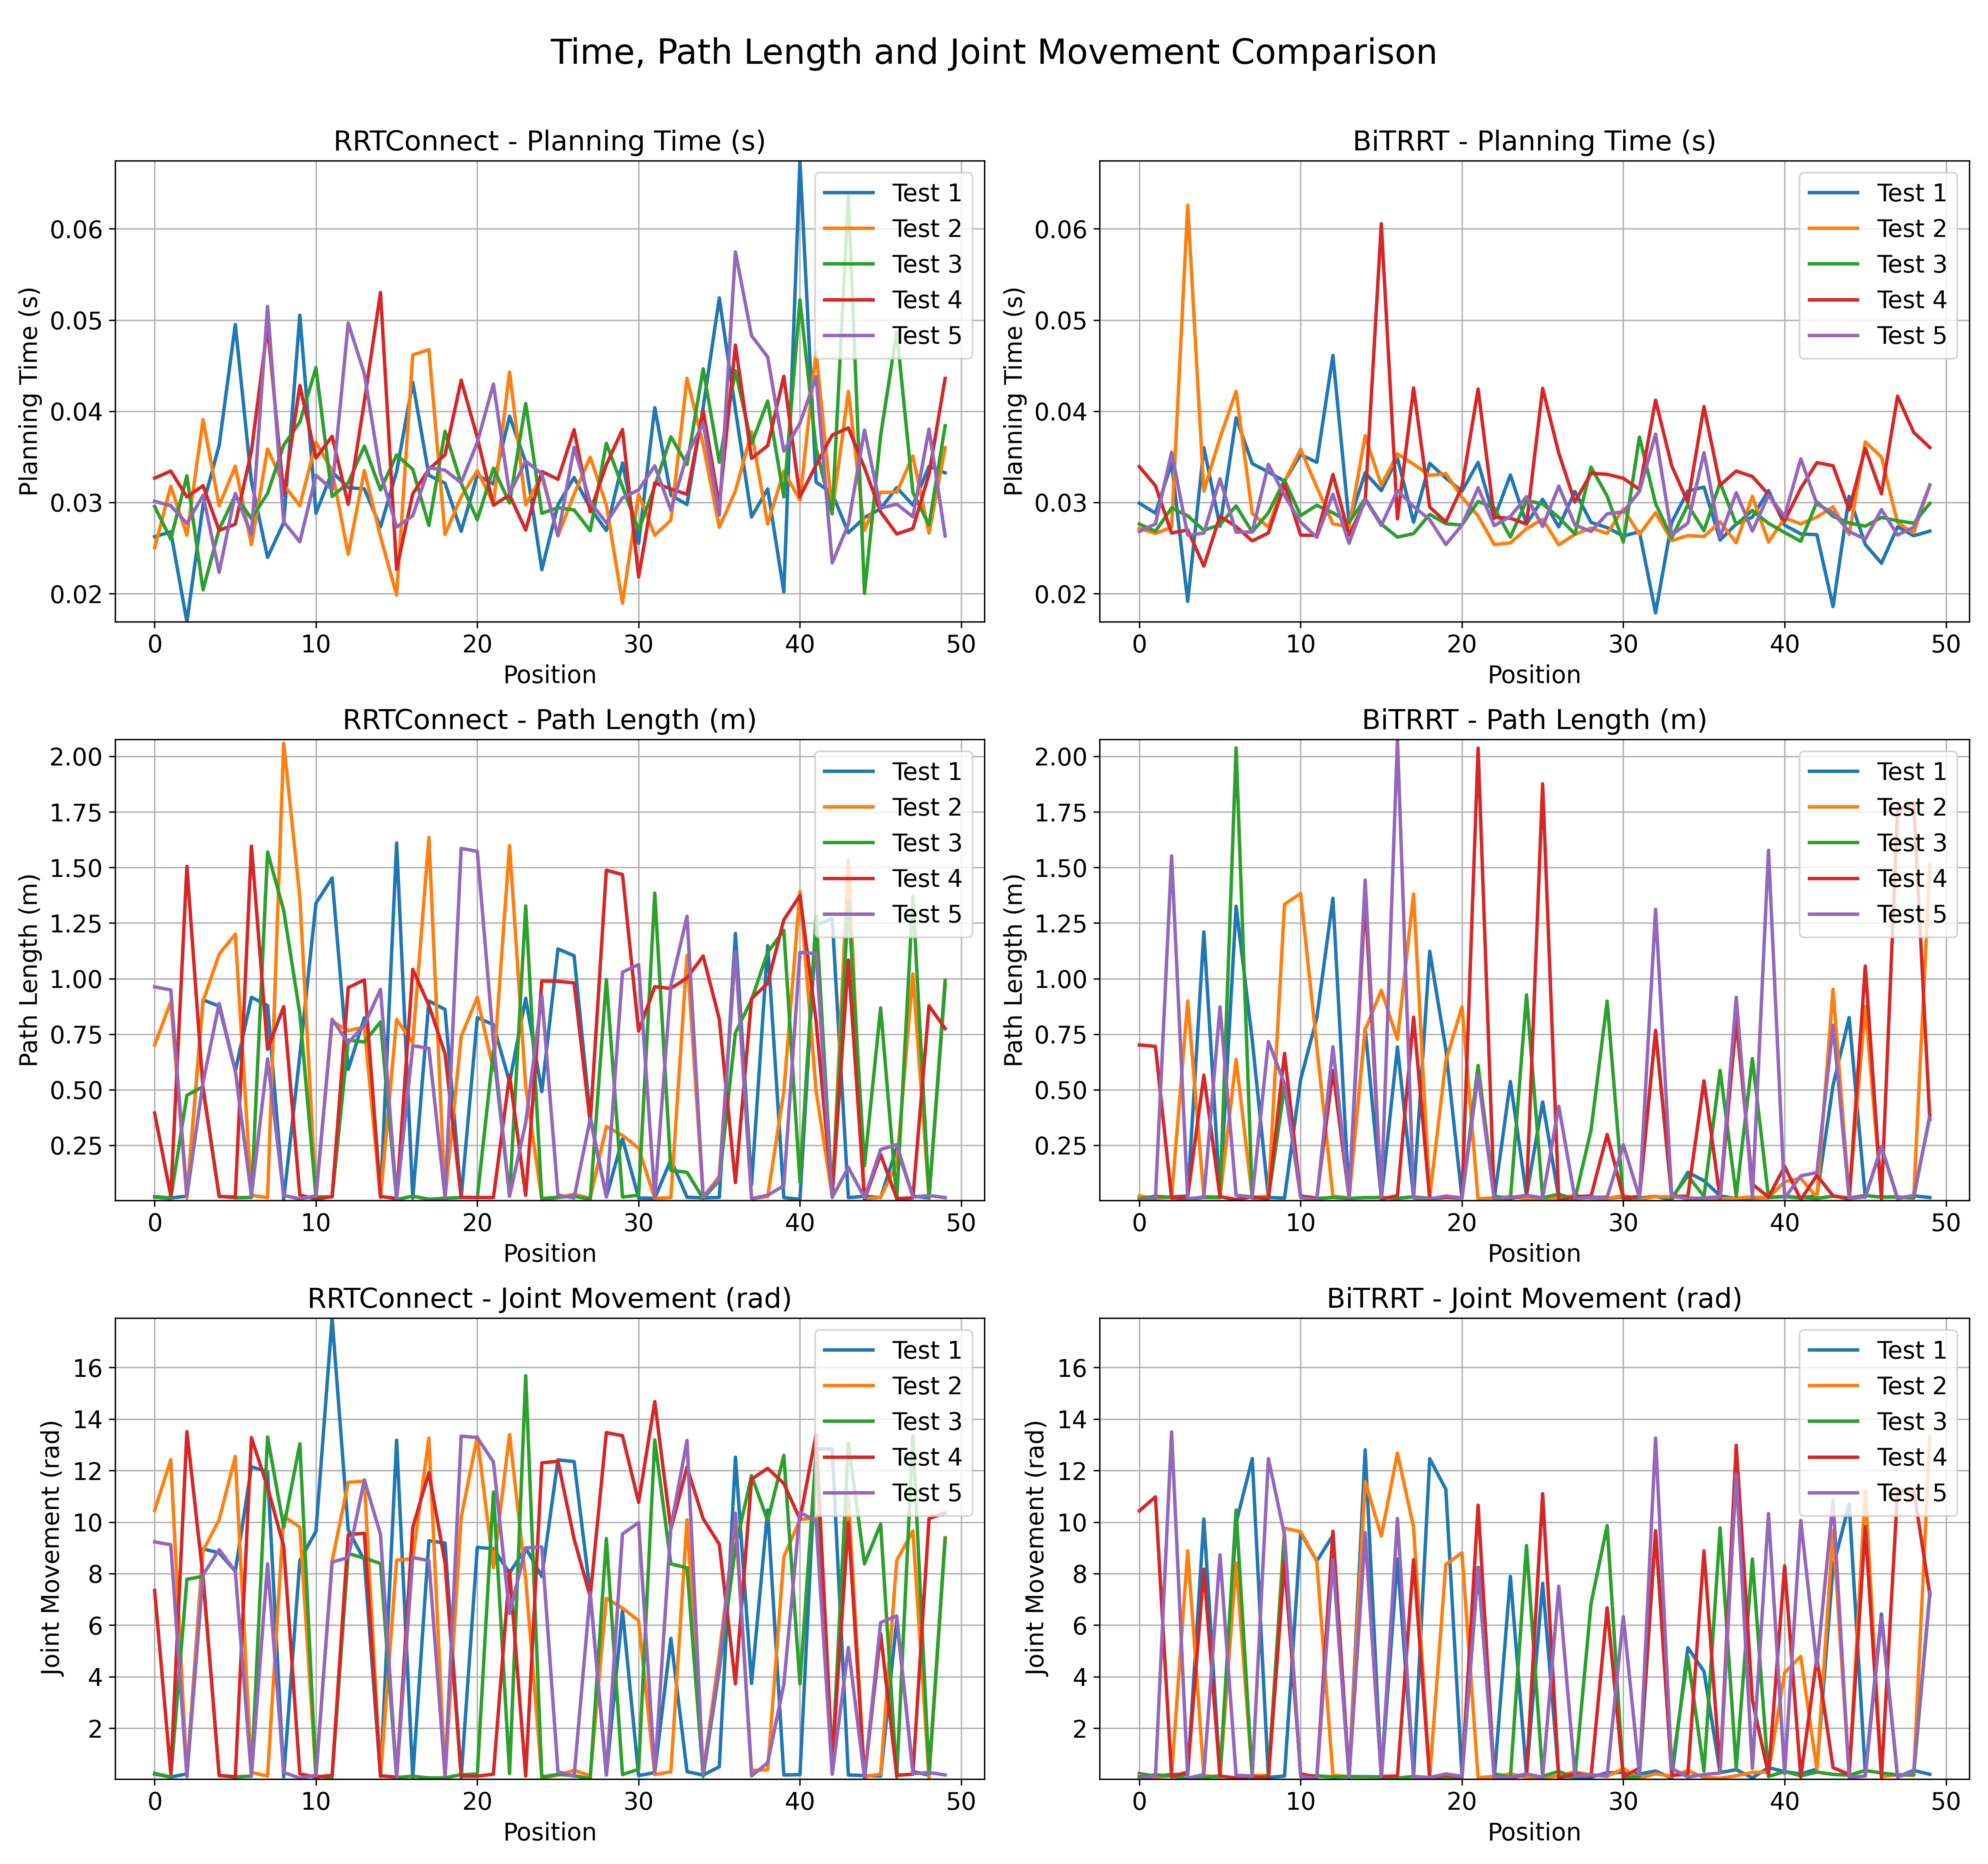 Time, Path Length and Joint Movement Comparison
RRTConnect - Planning Time (s)
Planning Time (s)
0.06
0.05
0.04
0.03
0.02
0 10 20 30 40 50
Position
Test 1
Test 2
Test 3
Test 4
Test 5
BiTRRT - Planning Time (s)
Planning Time (s)
0.06
0.05
0.04
0.03
0.02
0 10 20 30 40 50
Position
Test 1
Test 2
Test 3
Test 4
Test 5
RRTConnect - Path Length (m)
Path Length (m)
2.00
1.75
1.50
1.25
1.00
0.75
0.50
0.25
0 10 20 30 40 50
Position
Test 1
Test 2
Test 3
Test 4
Test 5
BiTRRT - Path Length (m)
Path Length (m)
2.00
1.75
1.50
1.25
1.00
0.75
0.50
0.25
0 10 20 30 40 50
Position
Test 1
Test 2
Test 3
Test 4
Test 5
RRTConnect - Joint Movement (rad)
Joint Movement (rad)
16
14
12
10
8
6
4
2
0 10 20 30 40 50
Position
Test 1
Test 2
Test 3
Test 4
Test 5
BiTRRT - Joint Movement (rad)
Joint Movement (rad)
16
14
12
10
8
6
4
2
0 10 20 30 40 50
Position
Test 1
Test 2
Test 3
Test 4
Test 5